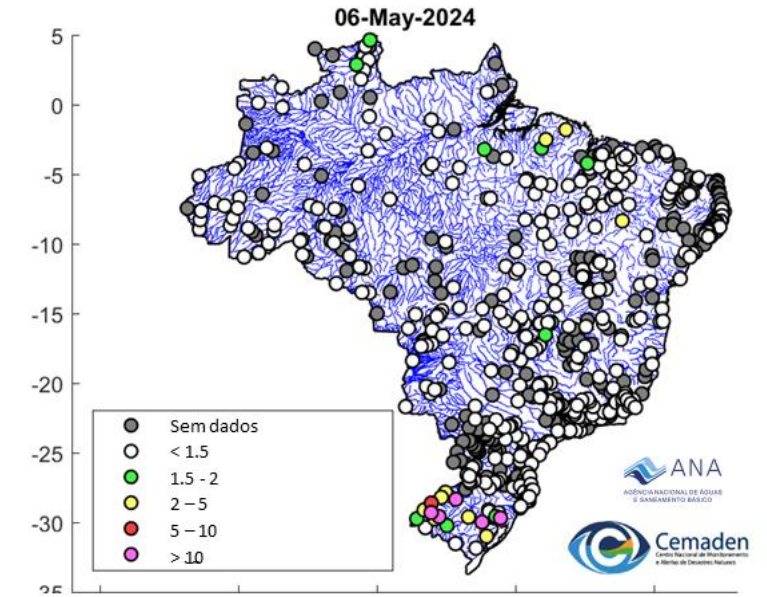 06-May-2024
5
0
-5
-10
-15
-20
-25
-30
-35
Sem dados
< 1.5
1.5 - 2
2 – 5
5 – 10
> 10
ANA
AGÊNCIA NACIONAL DE ÁGUAS
E SANEAMENTO BÁSICO
Cemaden
Centro Nacional de Monitoramento
e Alertas de Desastres Naturais